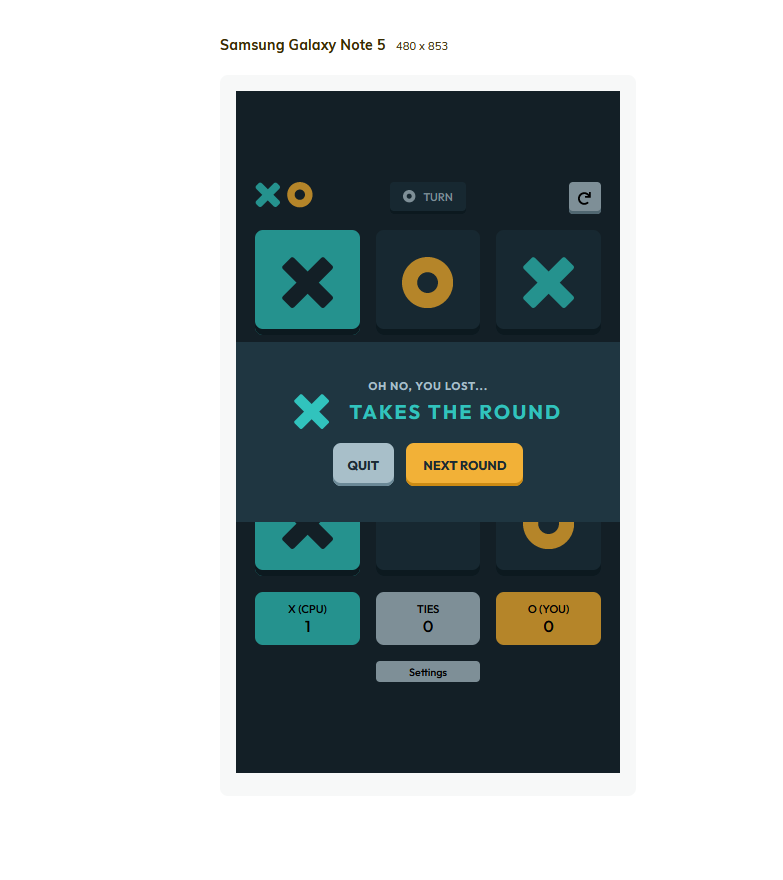 Samsung Galaxy Note 5 480 x 853
TURN
OH NO, YOU LOST...
TAKES THE ROUND
QUIT NEXT ROUND
X (CPU) TIES O (YOU)
1 0 0
Settings